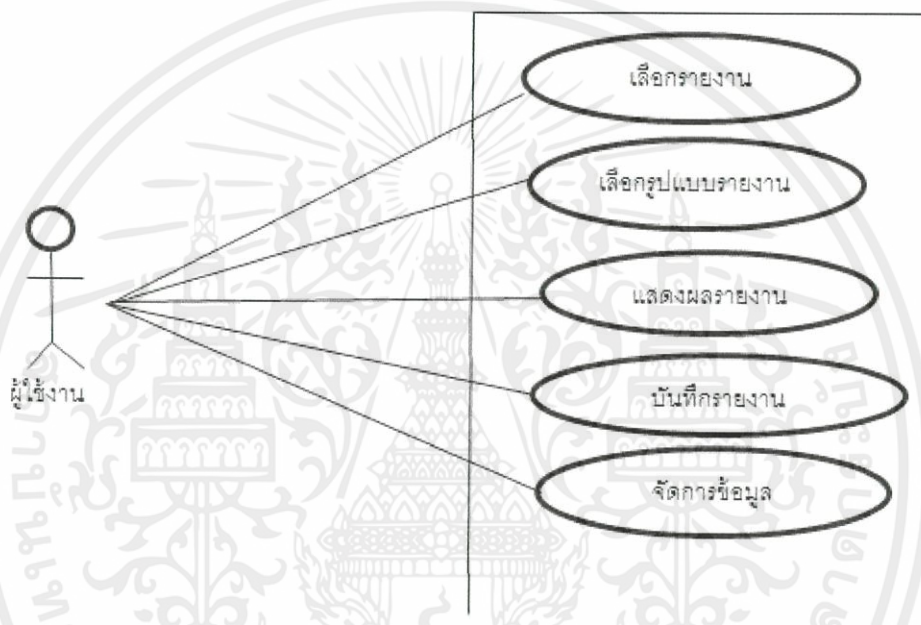 เลือกรายงาน
เลือกรูปแบบรายงาน
แสดงผลรายงาน
ผู้ใช้งาน
บันทึกรายงาน
จัดการข้อมูล